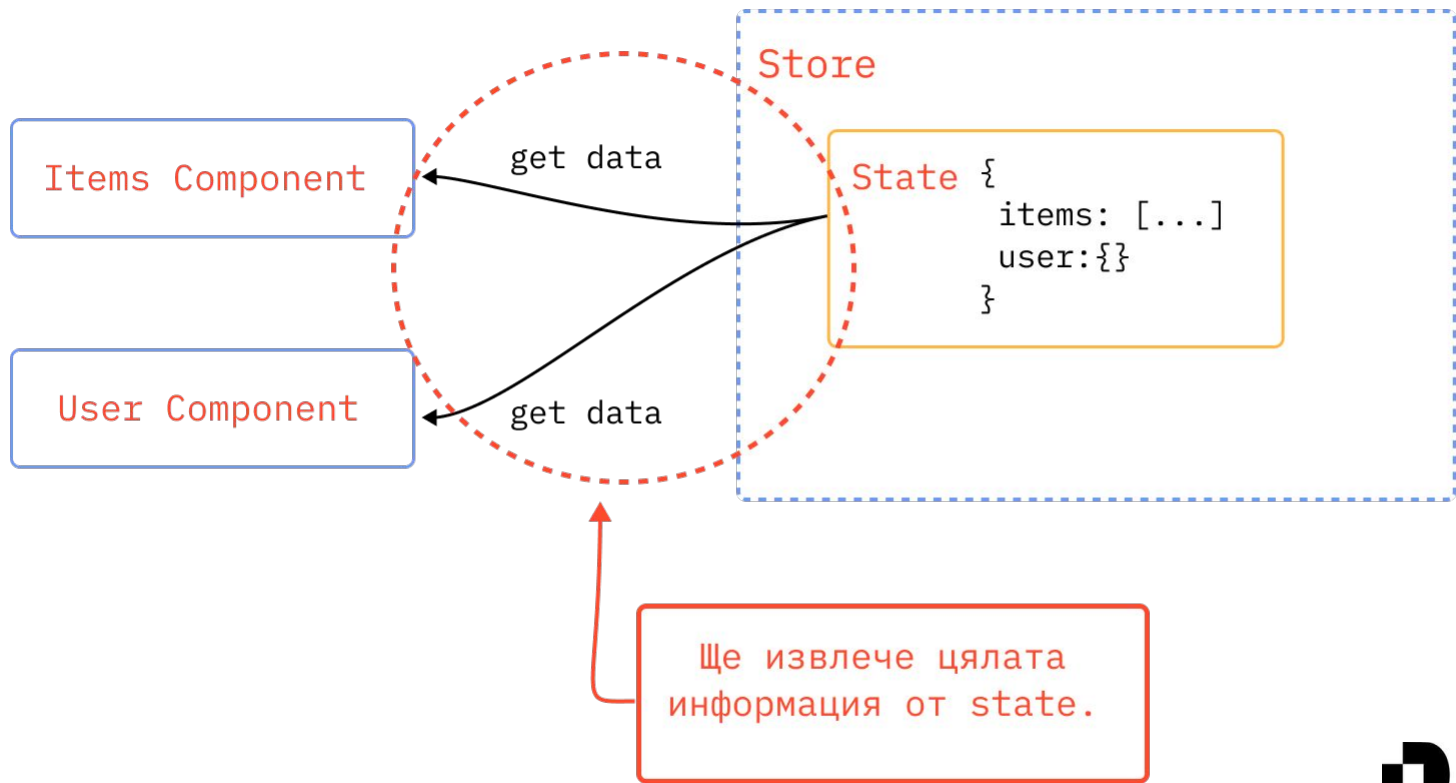 Store
Items Component
get data
State {
items: [...]
user:{}
}
User Component
get data
Ще извлече цялата
информация от state.